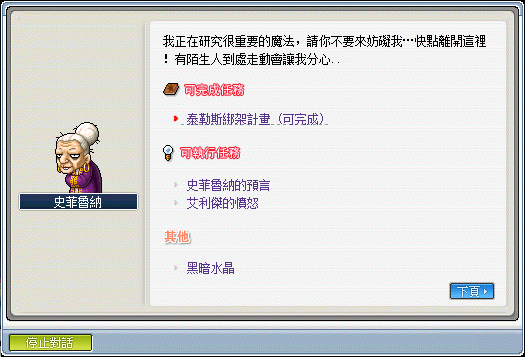 我正在研究很重要的魔法，請你不要來妨礙我…快點離開這裡
！有陌生人到處走動會讓我分心..
可完成任務
泰勒斯綁架計畫 (可完成)
可執行任務
史菲魯納的預言
艾利傑的憤怒
史菲魯納
其他
黑暗水晶
下頁
停止對話